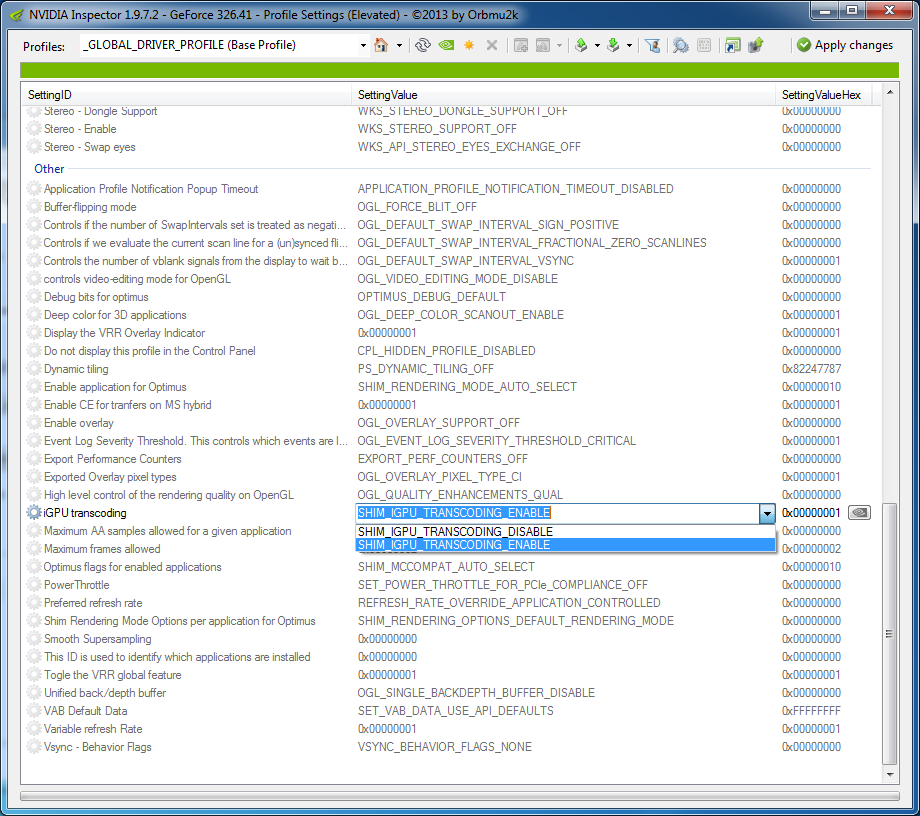 NVIDIA Inspector 1.9.7.2 - GeForce 326.41 - Profile Settings (Elevated) - ©2013 by Orbmu2k
Profiles: _GLOBAL_DRIVER_PROFILE (Base Profile) Apply changes
SettingID SettingValue SettingValueHex
Stereo - Dongle Support WKS_STEREO_DONGLE_SUPPORT_OFF 0x00000000
Stereo - Enable WKS_STEREO_SUPPORT_OFF 0x00000000
Stereo - Swap eyes WKS_API_STEREO_EYES_EXCHANGE_OFF 0x00000000
Other
Application Profile Notification Popup Timeout APPLICATION_PROFILE_NOTIFICATION_TIMEOUT_DISABLED 0x00000000
Buffer-flipping mode OGL_FORCE_BLIT_OFF 0x00000000
Controls if the number of SwapIntervals set is treated as negati... OGL_DEFAULT_SWAP_INTERVAL_SIGN_POSITIVE 0x00000000
Controls if we evaluate the current scan line for a (un)synced fli... OGL_DEFAULT_SWAP_INTERVAL_FRACTIONAL_ZERO_SCANLINES 0x00000000
Controls the number of vblank signals from the display to wait b... OGL_DEFAULT_SWAP_INTERVAL_VSYNC 0x00000001
controls video-editing mode for OpenGL OGL_VIDEO_EDITING_MODE_DISABLE 0x00000000
Debug bits for optimus OPTIMUS_DEBUG_DEFAULT 0x00000000
Deep color for 3D applications OGL_DEEP_COLOR_SCANOUT_ENABLE 0x00000001
Display the VRR Overlay Indicator 0x00000001 0x00000001
Do not display this profile in the Control Panel CPL_HIDDEN_PROFILE_DISABLED 0x00000000
Dynamic tiling PS_DYNAMIC_TILING_OFF 0x82247787
Enable application for Optimus SHIM_RENDERING_MODE_AUTO_SELECT 0x00000010
Enable CE for tranfers on MS hybrid 0x00000001 0x00000001
Enable overlay OGL_OVERLAY_SUPPORT_OFF 0x00000000
Event Log Severity Threshold. This controls which events are l... OGL_EVENT_LOG_SEVERITY_THRESHOLD_CRITICAL 0x00000001
Export Performance Counters EXPORT_PERF_COUNTERS_OFF 0x00000000
Exported Overlay pixel types OGL_OVERLAY_PIXEL_TYPE_CI 0x00000001
High level control of the rendering quality on OpenGL OGL_QUALITY_ENHANCEMENTS_QUAL 0x00000000
iGPU transcoding SHIM_IGPU_TRANSCODING_ENABLE 0x00000001
Maximum AA samples allowed for a given application SHIM_IGPU_TRANSCODING_DISABLE 0x00000000
Maximum frames allowed SHIM_IGPU_TRANSCODING_ENABLE 0x00000002
Optimus flags for enabled applications SHIM_MCCOMPAT_AUTO_SELECT 0x00000010
PowerThrottle SET_POWER_THROTTLE_FOR_PCIe_COMPLIANCE_OFF 0x00000000
Preferred refresh rate REFRESH_RATE_OVERRIDE_APPLICATION_CONTROLLED 0x00000000
Shim Rendering Mode Options per application for Optimus SHIM_RENDERING_OPTIONS_DEFAULT_RENDERING_MODE 0x00000000
Smooth Supersampling 0x00000000 0x00000000
This ID is used to identify which applications are installed 0x00000000 0x00000000
Togle the VRR global feature 0x00000001 0x00000001
Unified back/depth buffer OGL_SINGLE_BACKDEPTH_BUFFER_DISABLE 0x00000000
VAB Default Data SET_VAB_DATA_USE_API_DEFAULTS 0xFFFFFFFF
Variable refresh Rate 0x00000001 0x00000001
Vsync - Behavior Flags VSYNC_BEHAVIOR_FLAGS_NONE 0x00000000